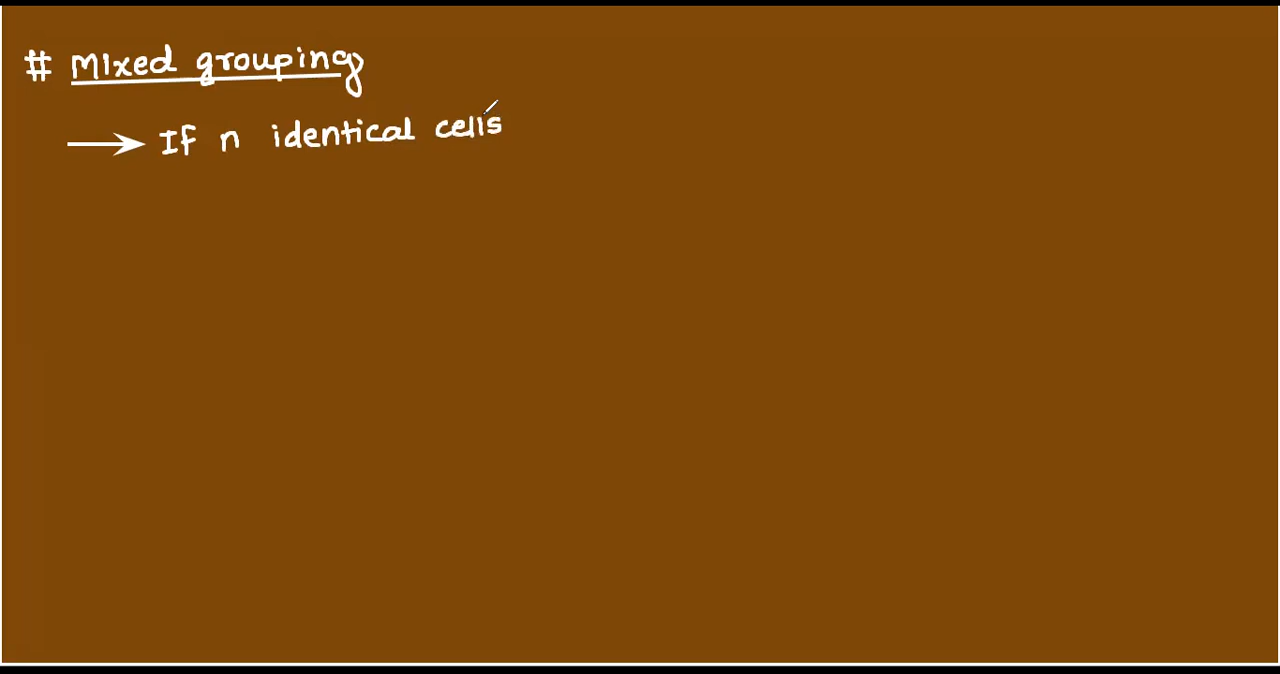 # Mixed grouping
→ If n identical cells